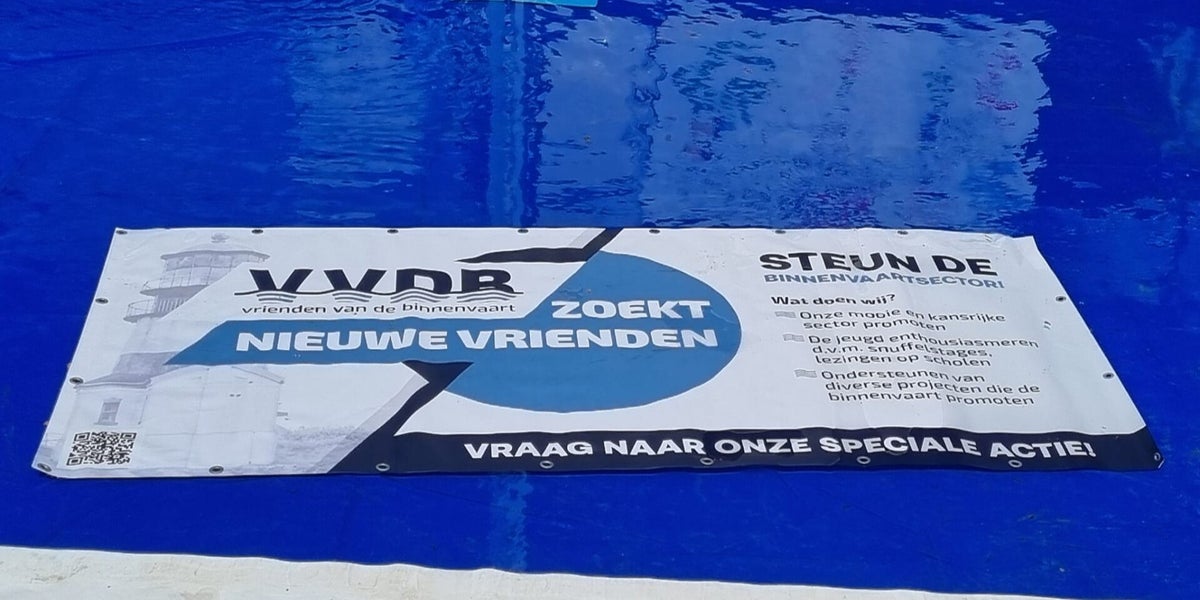 V.V.D.B
vrienden van de binnenvaart
ZOEKT
NIEUWE VRIENDEN
STEUN DE
BINNENVAARTSECTOR!
Wat doen wij?
Onze mooie en kansrijke
sector promoten
De jeugd enthousiasmeren
d.v.m. snuffelstages,
lezingen op scholen
Ondersteunen van
diverse projecten die de
binnenvaart promoten
VRAAG NAAR ONZE SPECIALE ACTIE!